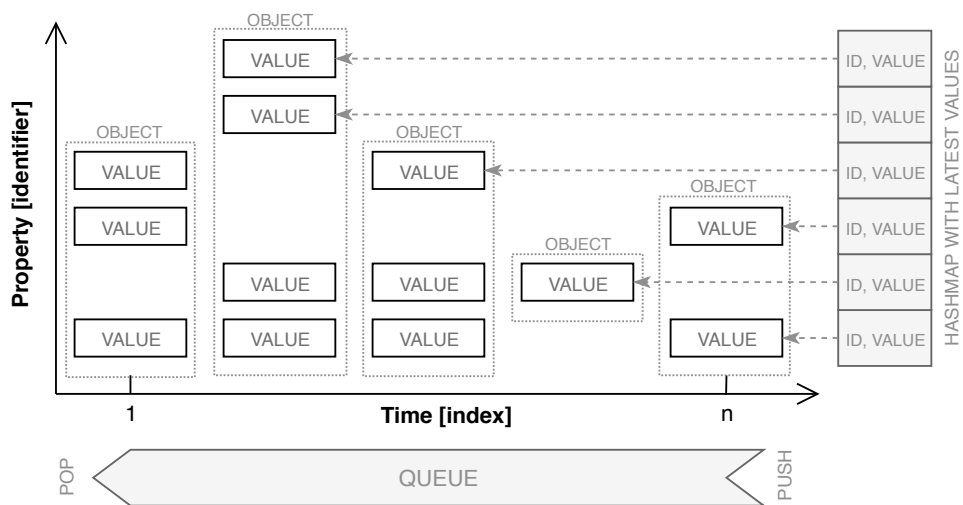 OBJECT
VALUE
ID, VALUE
VALUE
ID, VALUE
OBJECT
OBJECT
VALUE
VALUE
ID, VALUE
OBJECT
VALUE
VALUE
ID, VALUE
OBJECT
VALUE
VALUE
VALUE
ID, VALUE
VALUE
VALUE
VALUE
VALUE
ID, VALUE
Property [identifier]
HASHMAP WITH LATEST VALUES
1
Time [index]
n
POP
QUEUE
PUSH